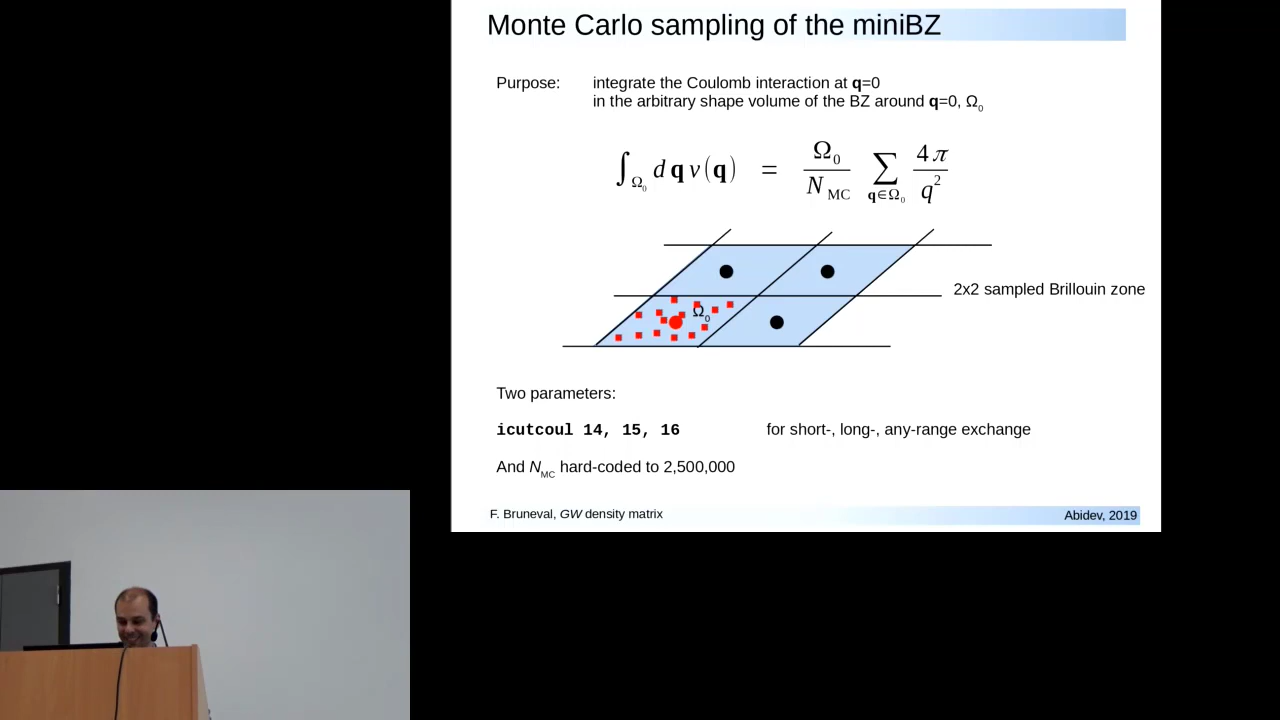 Monte Carlo sampling of the miniBZ
Purpose: integrate the Coulomb interaction at q=0
in the arbitrary shape volume of the BZ around q=0, Ω₀
∫_Ω₀ d q v(q) = Ω₀/N_MC ∑_{q∈Ω₀} 4π/q²
Ω₀
2x2 sampled Brillouin zone
Two parameters:
icutcoul 14, 15, 16 for short-, long-, any-range exchange
And N_MC hard-coded to 2,500,000
F. Bruneval, GW density matrix Abidev, 2019